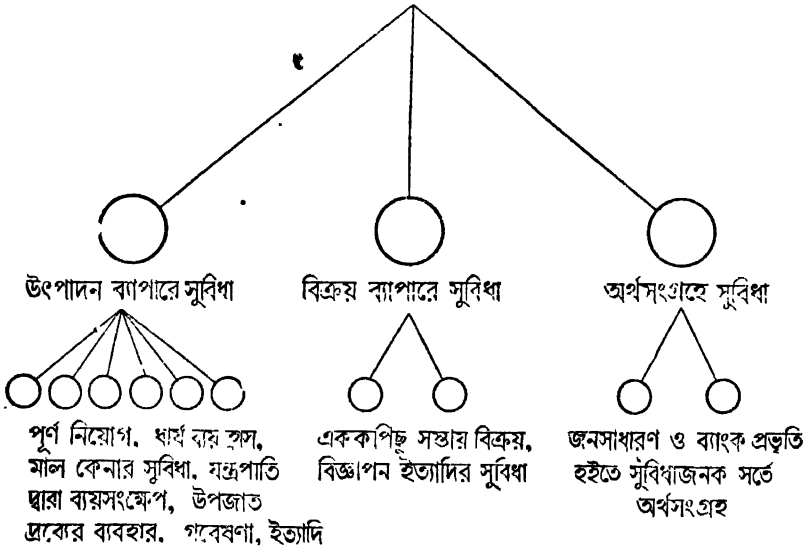 উৎপাদন ব্যাপারে সুবিধা
বিক্রয় ব্যাপারে সুবিধা
অর্থসংগ্রহে সুবিধা
পূর্ণ নিয়োগ, ধার্য ব্যয় হ্রাস,
মাল কেনার সুবিধা, যন্ত্রপাতি
দ্বারা ব্যয়সংক্ষেপ, উপজাত
দ্রব্যের ব্যবহার, গবেষণা, ইত্যাদি
এককপিছু সস্তায় বিক্রয়,
বিজ্ঞাপন ইত্যাদির সুবিধা
জনসাধারণ ও ব্যাংক প্রভৃতি
হইতে সুবিধাজনক সর্তে
অর্থসংগ্রহ